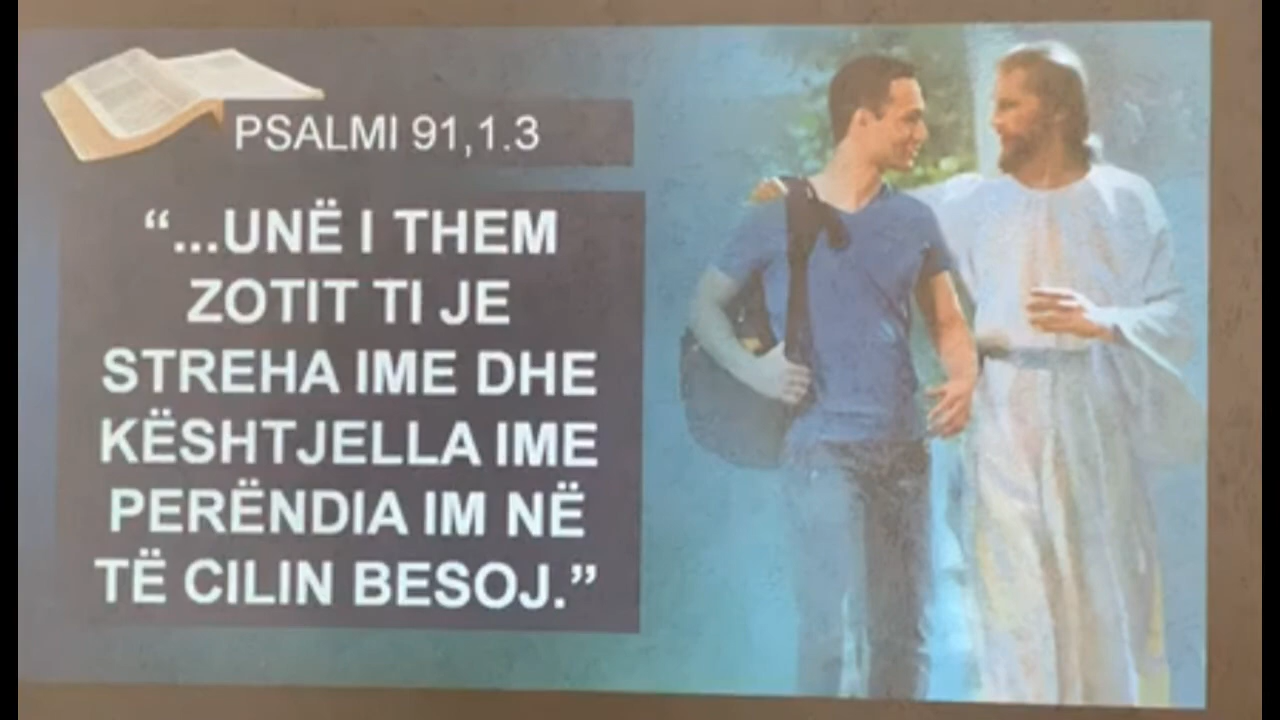 PSALMI 91,1.3
“...UNË I THEM
ZOTIT TI JE
STREHA IME DHE
KËSHTJELLA IME
PERËNDIA IM NË
TË CILIN BESOJ.”